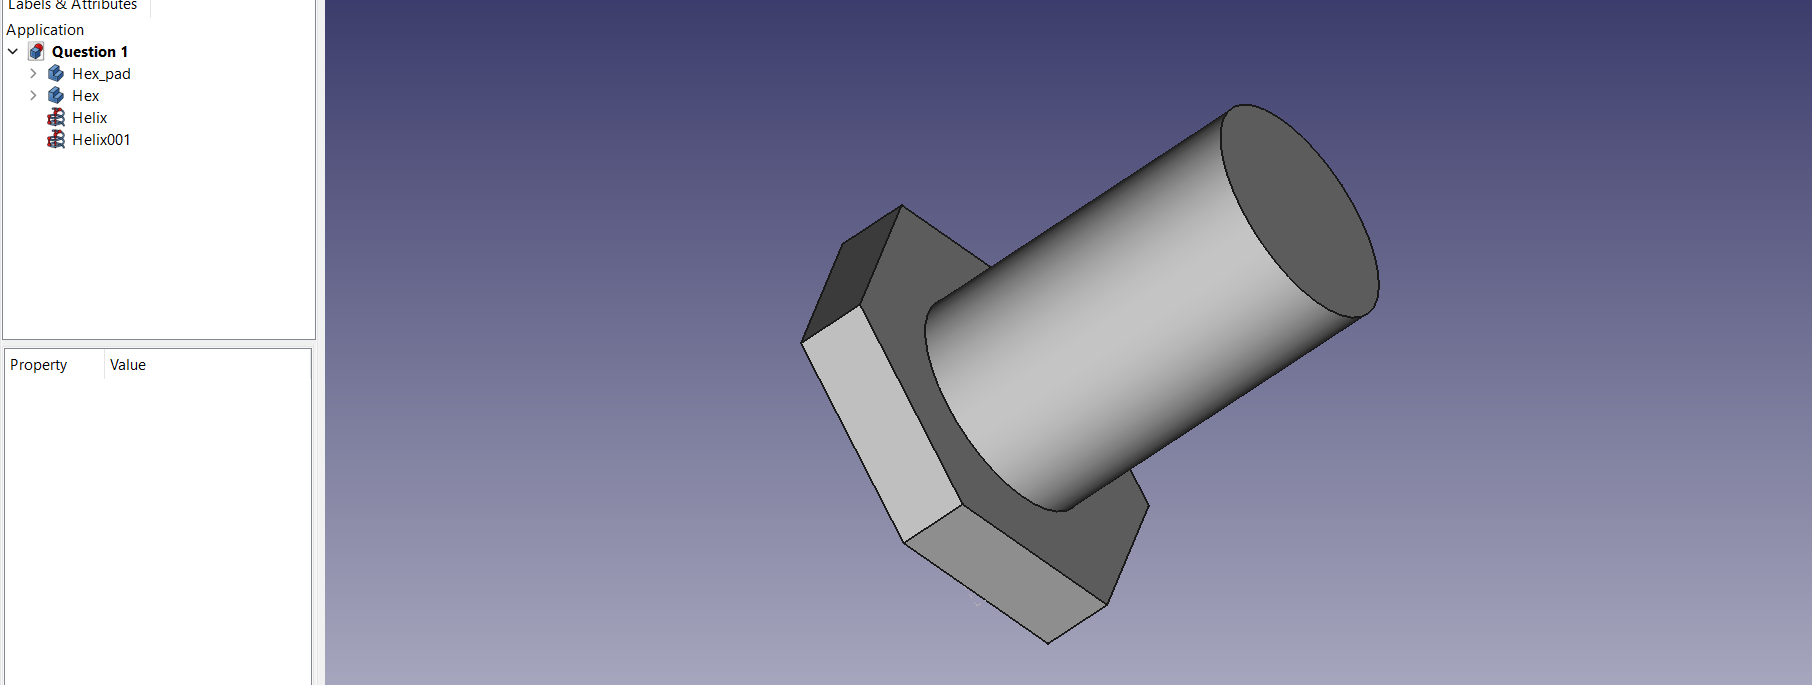 Labels & Attributes
Application
Question 1
Hex_pad
Hex
Helix
Helix001
Property Value